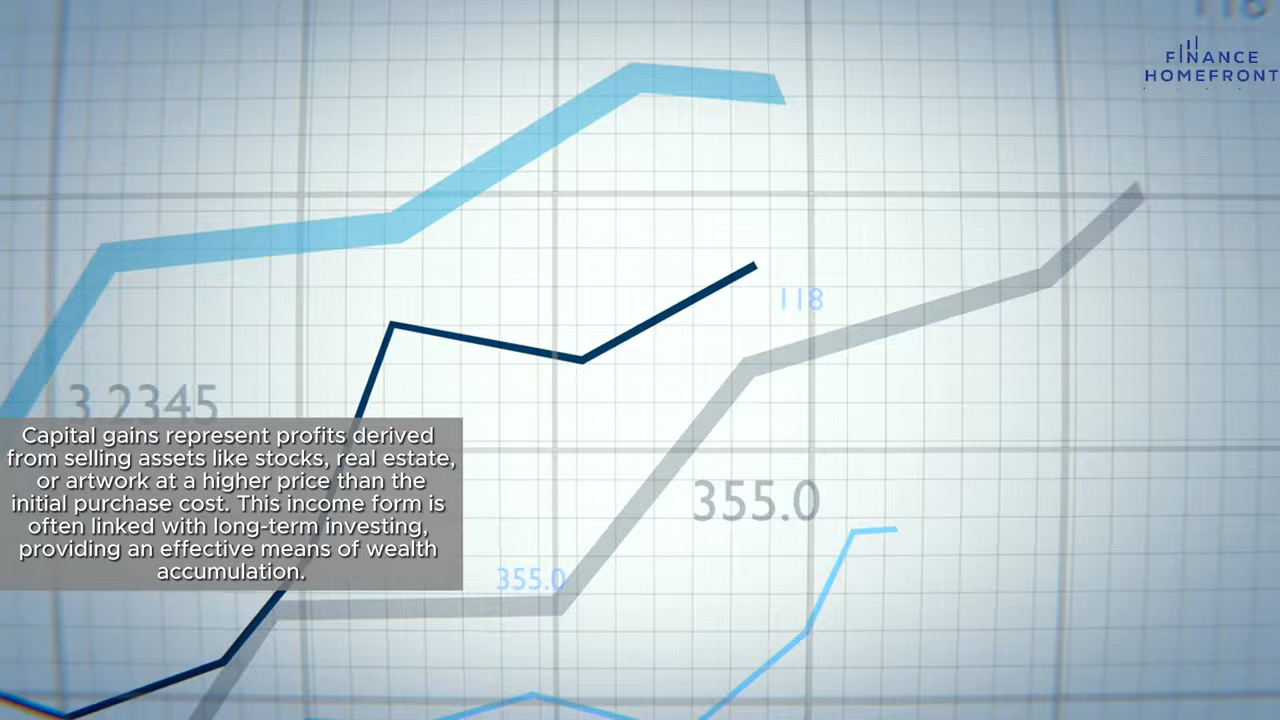 118
FINANCE
HOMEFRONT
118
3.2345
Capital gains represent profits derived
from selling assets like stocks, real estate,
or artwork at a higher price than the
initial purchase cost. This income form is
often linked with long-term investing,
providing an effective means of wealth
accumulation.
355.0
355.0